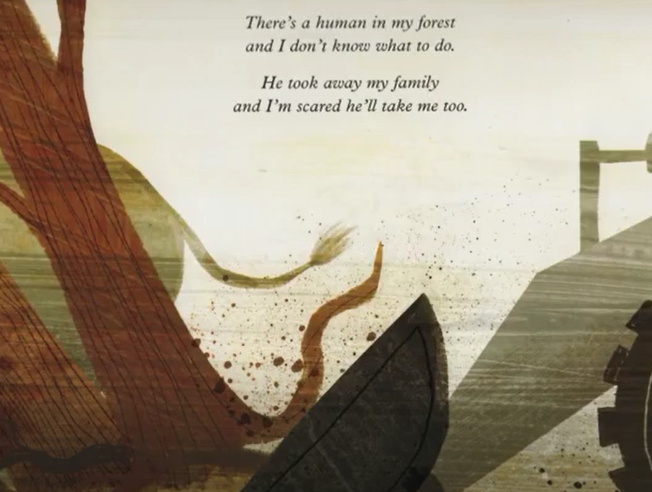 There's a human in my forest
and I don't know what to do.
He took away my family
and I'm scared he'll take me too.